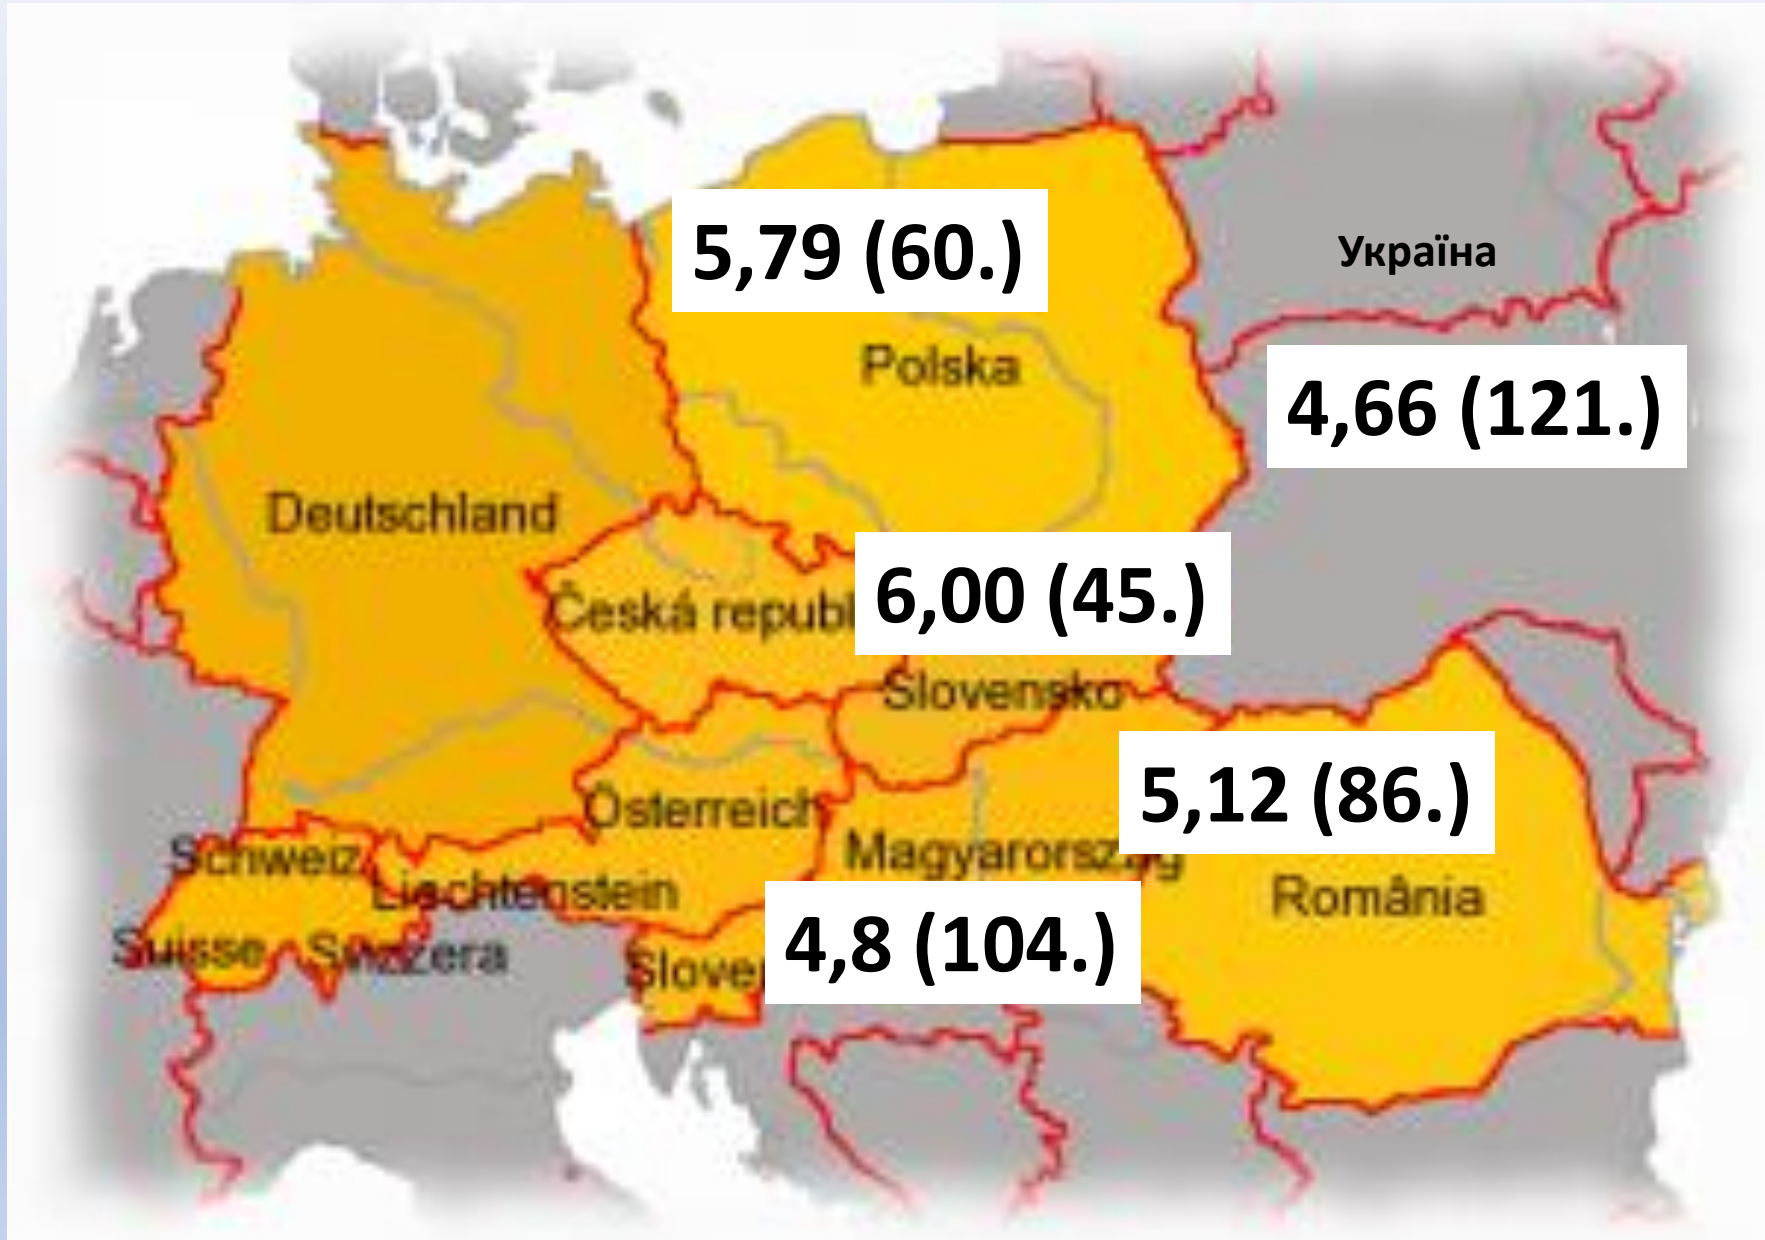 5,79 (60.)
Україна
Polska
4,66 (121.)
Deutschland
Česká republ
6,00 (45.)
Slovensko
5,12 (86.)
Österreich
Magyarország
Schweiz
Liechtenstein
România
Suisse Svizzera
Slove
4,8 (104.)